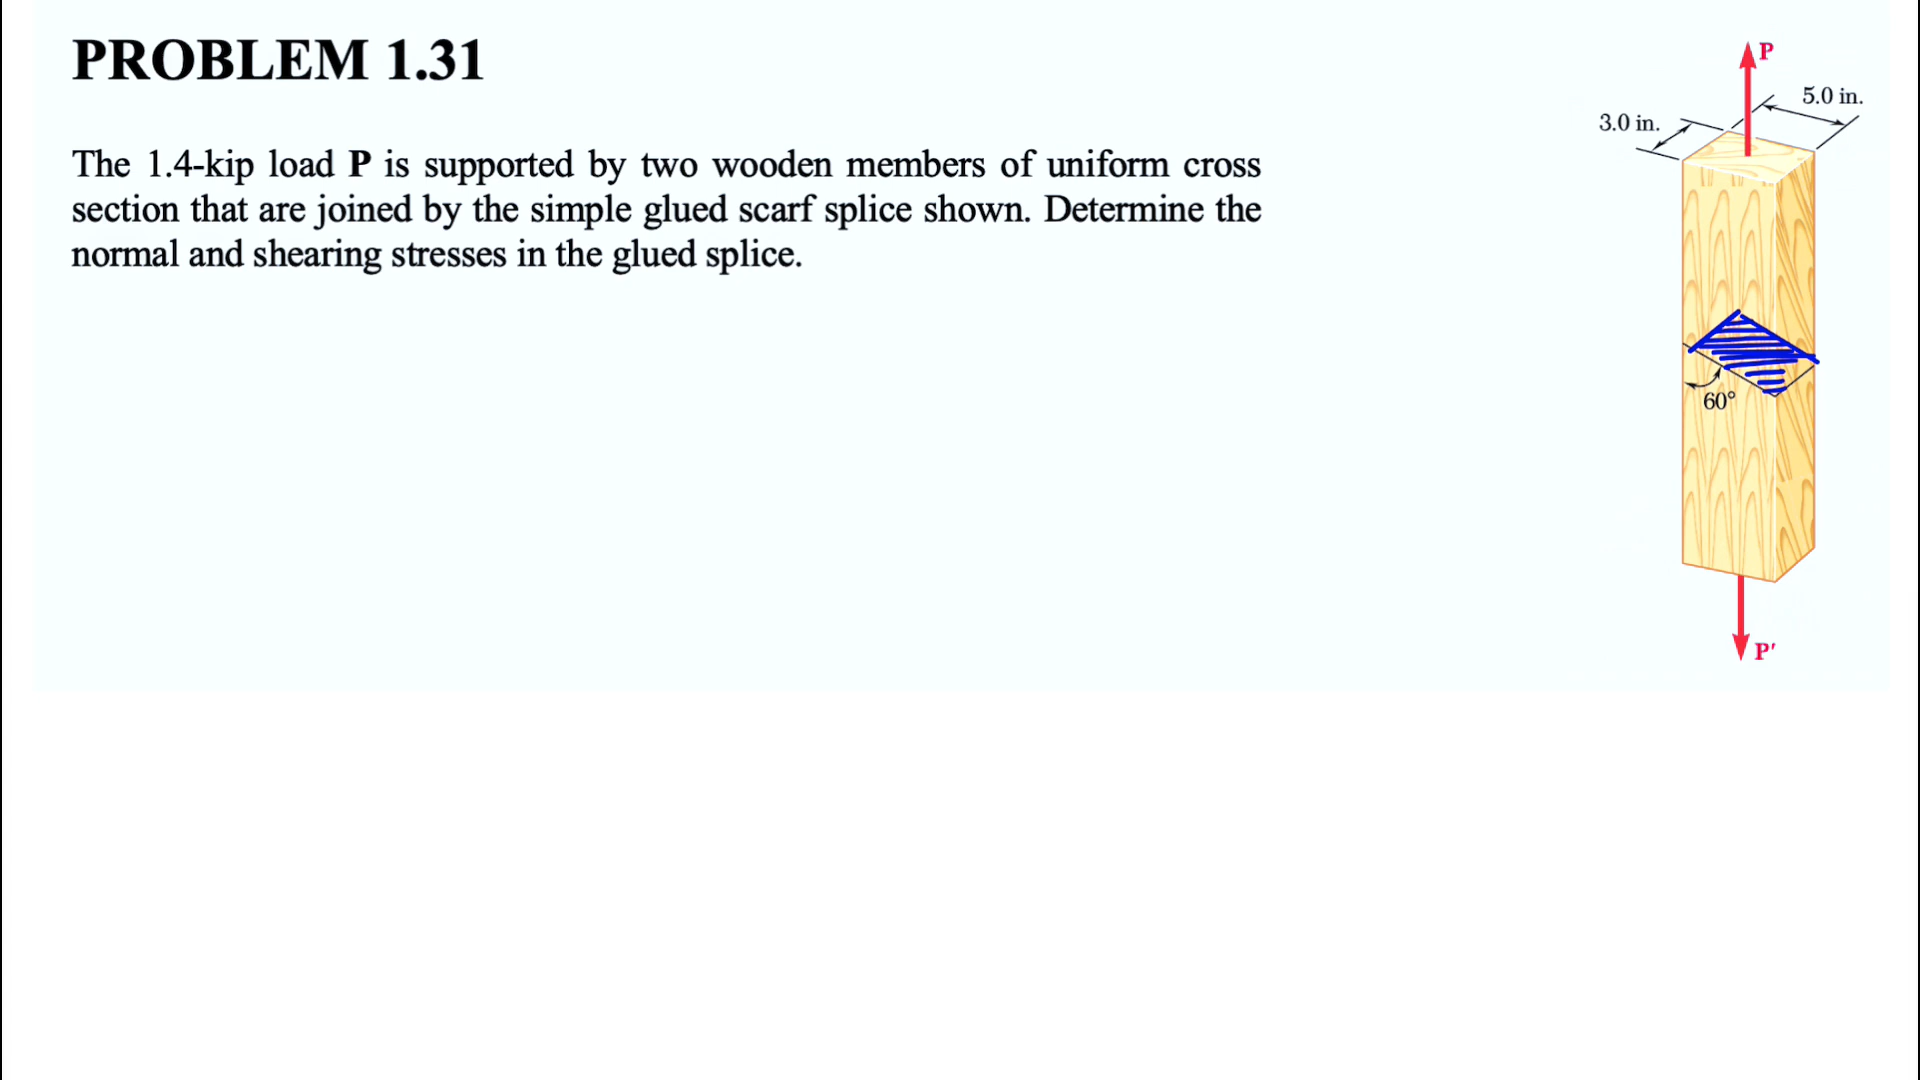 PROBLEM 1.31
The 1.4-kip load P is supported by two wooden members of uniform cross
section that are joined by the simple glued scarf splice shown. Determine the
normal and shearing stresses in the glued splice.
P
5.0 in.
3.0 in.
60°
P'